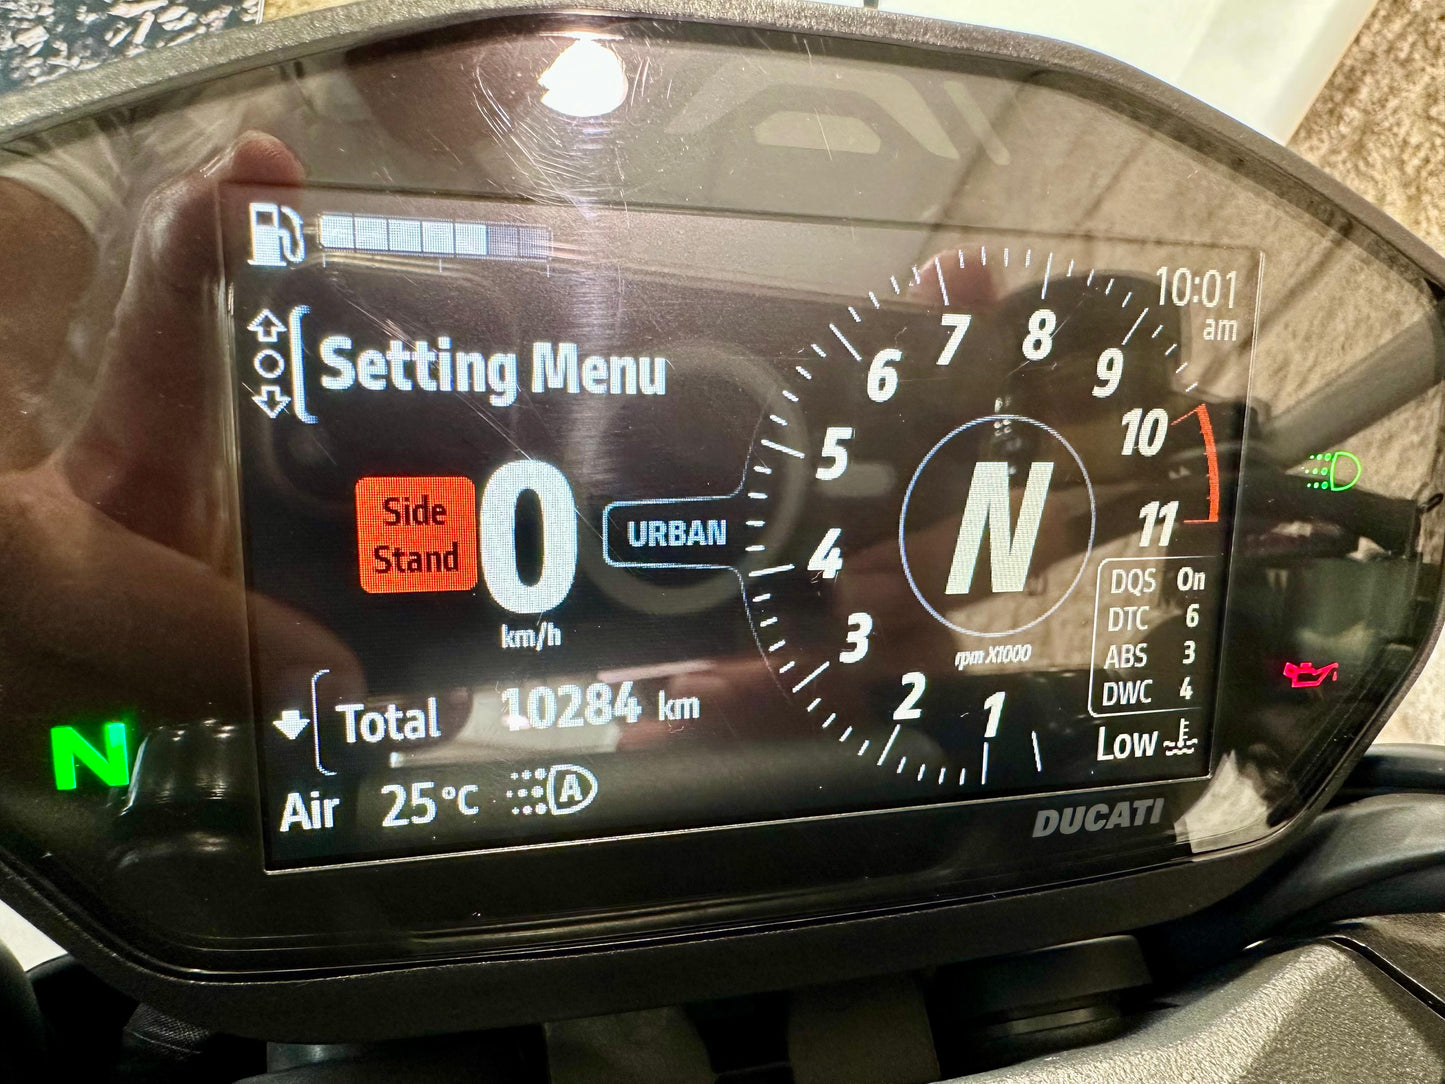 10:01
am
Setting Menu
Side
Stand
0
km/h
URBAN
1
2
3
4
5
6
7
8
9
10
11
N
rpm X1000
DQS On
DTC 6
ABS 3
DWC 4
Low
Total 10284 km
N
Air 25°C
A
DUCATI